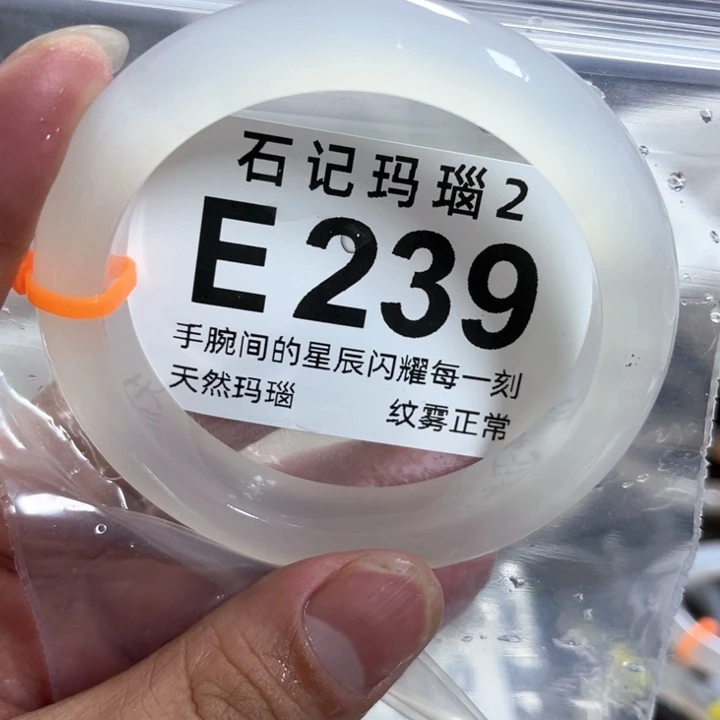 石记玛瑙2
E239
手腕间的星辰闪耀每一刻
天然玛瑙 纹雾正常